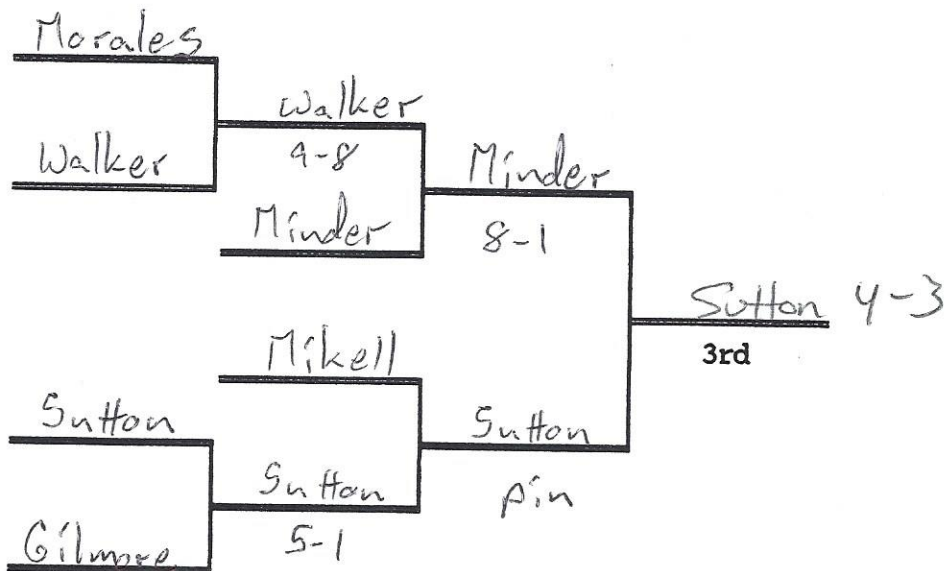 Morales
Walker
Walker
9-8
Minder
Minder
8-1
Sutton 4-3
3rd
Mikell
Sutton
Sutton
pin
Sutton
5-1
Gilmore